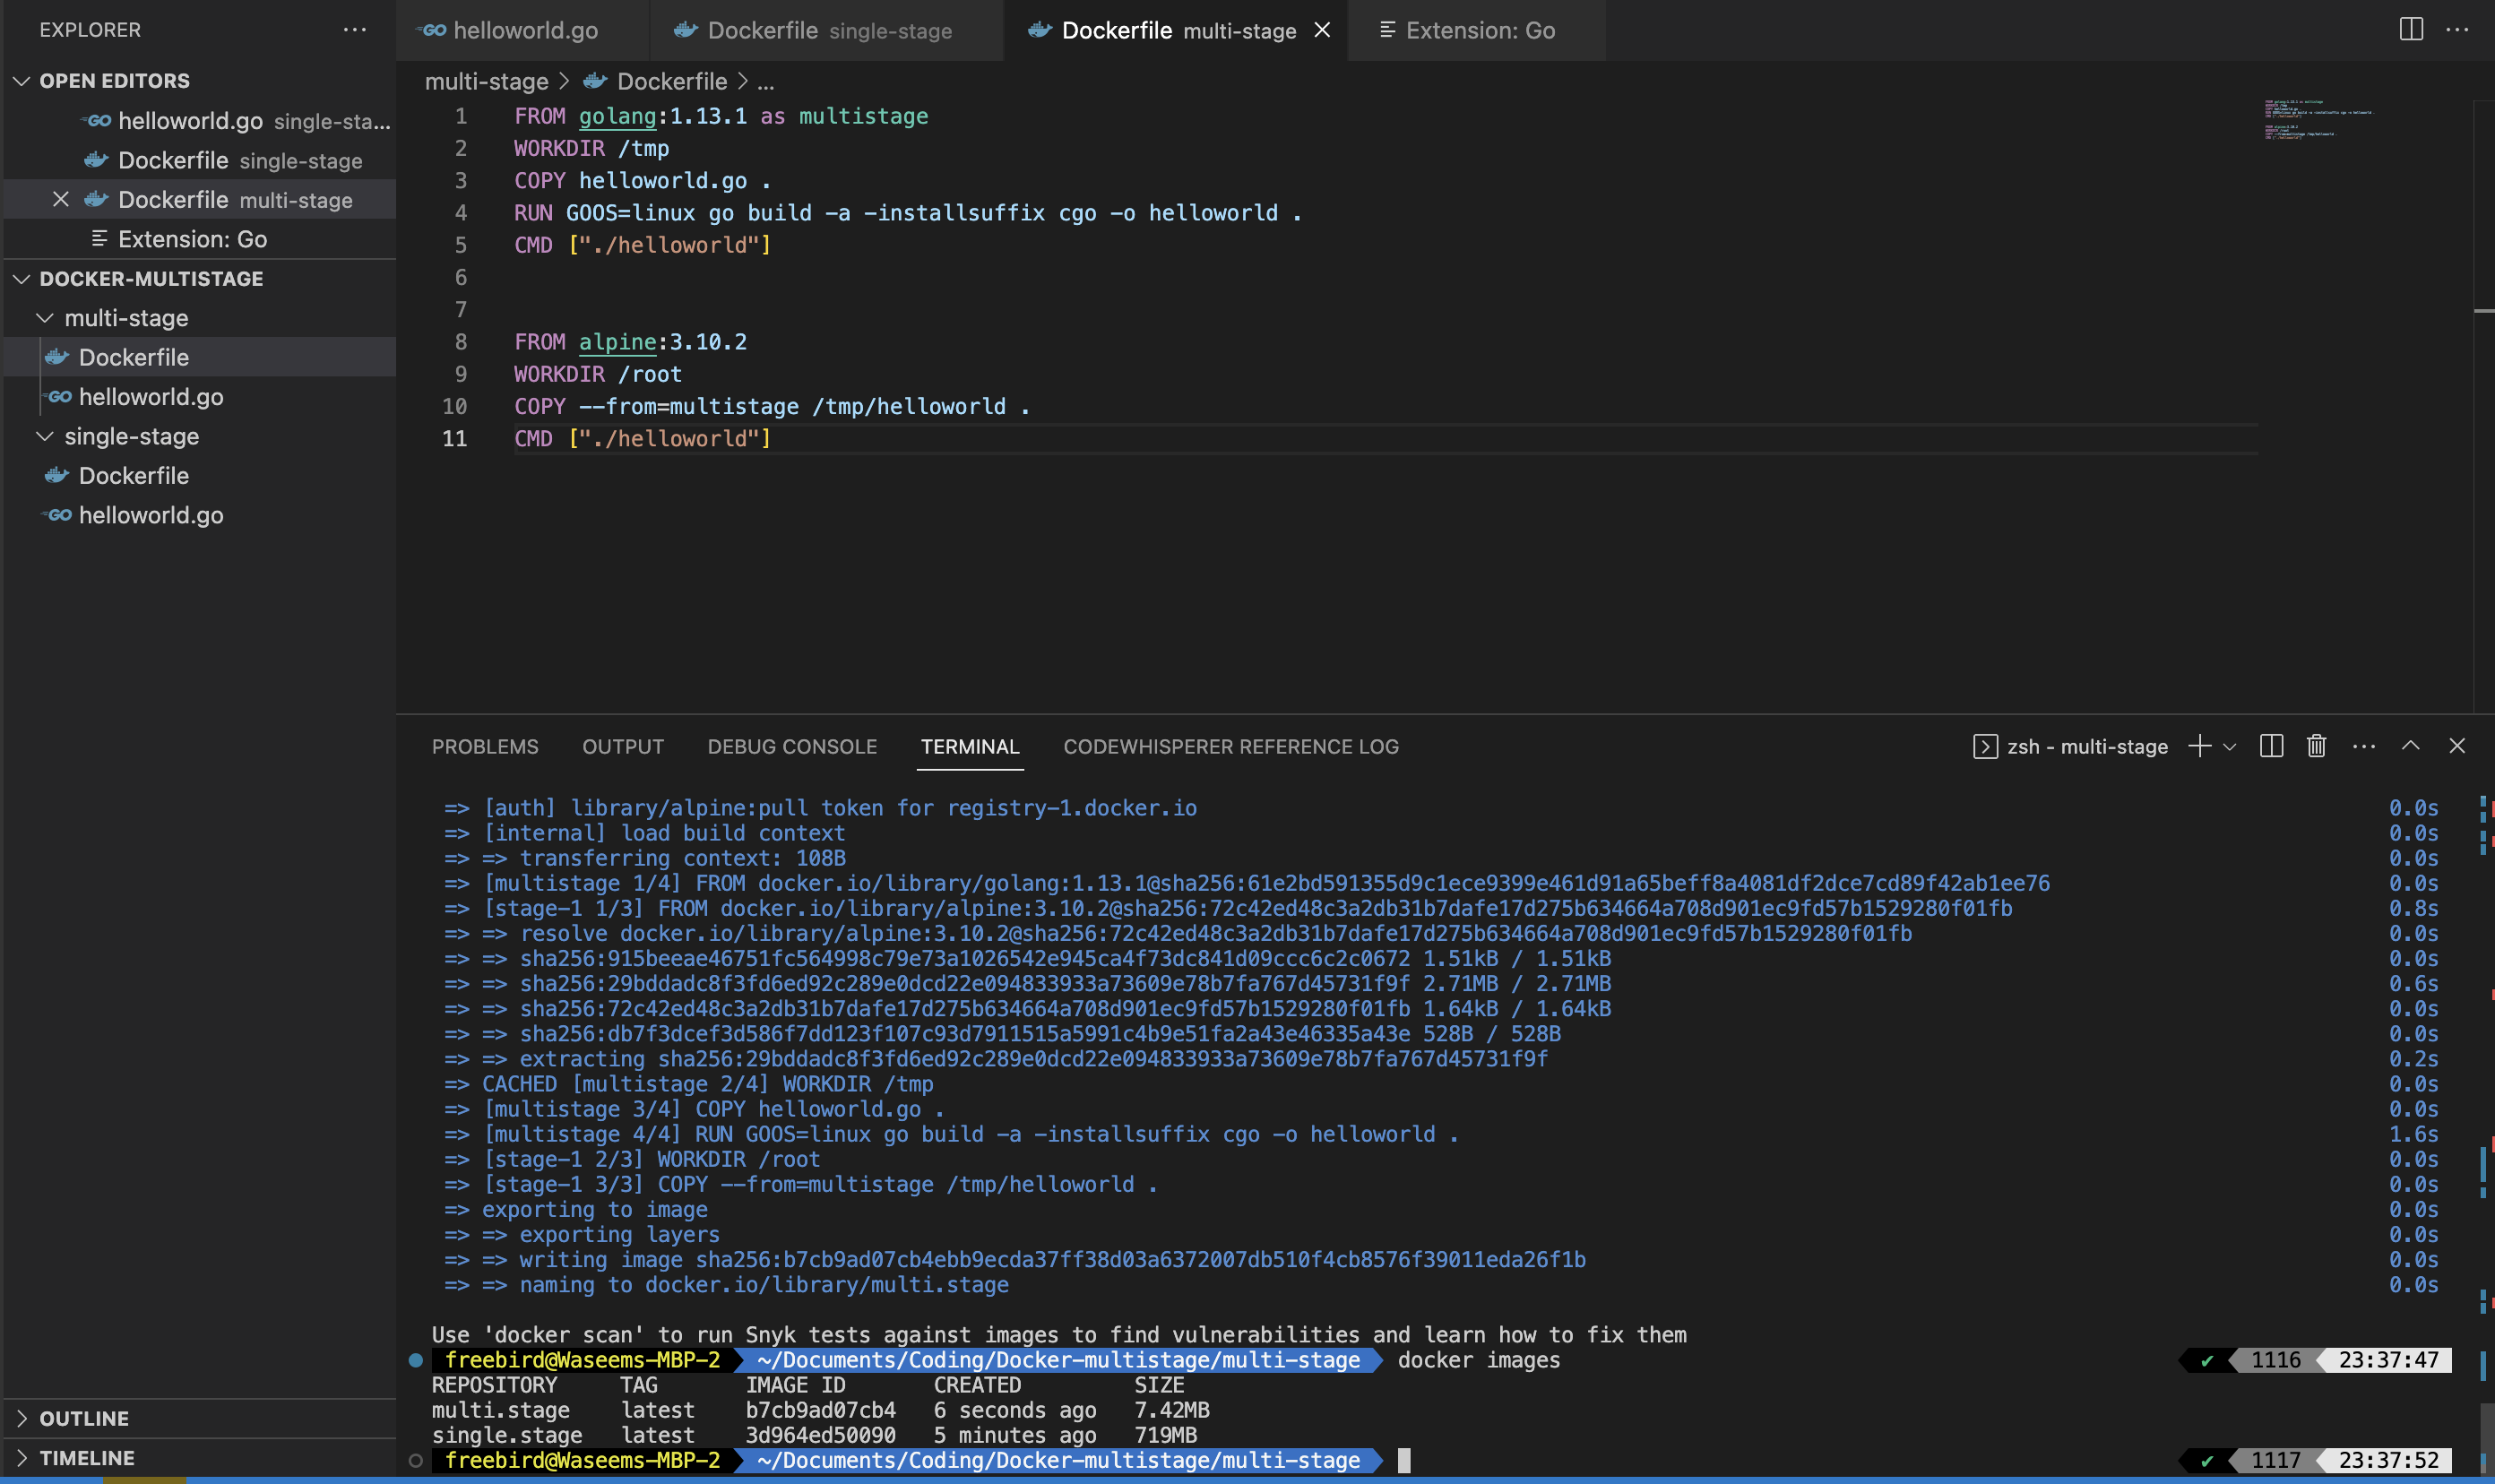 EXPLORER
OPEN EDITORS
helloworld.go single-sta...
Dockerfile single-stage
Dockerfile multi-stage
Extension: Go
DOCKER-MULTISTAGE
multi-stage
Dockerfile
helloworld.go
single-stage
Dockerfile
helloworld.go
OUTLINE
TIMELINE
helloworld.go
Dockerfile single-stage
Dockerfile multi-stage
Extension: Go
multi-stage > Dockerfile > ...
1 FROM golang:1.13.1 as multistage
2 WORKDIR /tmp
3 COPY helloworld.go .
4 RUN GOOS=linux go build -a -installsuffix cgo -o helloworld .
5 CMD ["./helloworld"]
6
7
8 FROM alpine:3.10.2
9 WORKDIR /root
10 COPY --from=multistage /tmp/helloworld .
11 CMD ["./helloworld"]
PROBLEMS OUTPUT DEBUG CONSOLE TERMINAL CODEWHISPERER REFERENCE LOG zsh - multi-stage
=> [auth] library/alpine:pull token for registry-1.docker.io 0.0s
=> [internal] load build context 0.0s
=> => transferring context: 108B 0.0s
=> [multistage 1/4] FROM docker.io/library/golang:1.13.1@sha256:61e2bd591355d9c1ece9399e461d91a65beff8a4081df2dce7cd89f42ab1ee76 0.0s
=> [stage-1 1/3] FROM docker.io/library/alpine:3.10.2@sha256:72c42ed48c3a2db31b7dafe17d275b634664a708d901ec9fd57b1529280f01fb 0.8s
=> => resolve docker.io/library/alpine:3.10.2@sha256:72c42ed48c3a2db31b7dafe17d275b634664a708d901ec9fd57b1529280f01fb 0.0s
=> => sha256:915beeae46751fc564998c79e73a1026542e945ca4f73dc841d09ccc6c2c0672 1.51kB / 1.51kB 0.0s
=> => sha256:29bddadc8f3fd6ed92c289e0dcd22e094833933a73609e78b7fa767d45731f9f 2.71MB / 2.71MB 0.6s
=> => sha256:72c42ed48c3a2db31b7dafe17d275b634664a708d901ec9fd57b1529280f01fb 1.64kB / 1.64kB 0.0s
=> => sha256:db7f3dcef3d586f7dd123f107c93d7911515a5991c4b9e51fa2a43e46335a43e 528B / 528B 0.0s
=> => extracting sha256:29bddadc8f3fd6ed92c289e0dcd22e094833933a73609e78b7fa767d45731f9f 0.2s
=> CACHED [multistage 2/4] WORKDIR /tmp 0.0s
=> [multistage 3/4] COPY helloworld.go . 0.0s
=> [multistage 4/4] RUN GOOS=linux go build -a -installsuffix cgo -o helloworld . 1.6s
=> [stage-1 2/3] WORKDIR /root 0.0s
=> [stage-1 3/3] COPY --from=multistage /tmp/helloworld . 0.0s
=> exporting to image 0.0s
=> => exporting layers 0.0s
=> => writing image sha256:b7cb9ad07cb4ebb9ecda37ff38d03a6372007db510f4cb8576f39011eda26f1b 0.0s
=> => naming to docker.io/library/multi.stage 0.0s
Use 'docker scan' to run Snyk tests against images to find vulnerabilities and learn how to fix them
freebird@Waseems-MBP-2 ~/Documents/Coding/Docker-multistage/multi-stage docker images ✔ 1116 23:37:47
REPOSITORY TAG IMAGE ID CREATED SIZE
multi.stage latest b7cb9ad07cb4 6 seconds ago 7.42MB
single.stage latest 3d964ed50090 5 minutes ago 719MB
freebird@Waseems-MBP-2 ~/Documents/Coding/Docker-multistage/multi-stage ✔ 1117 23:37:52